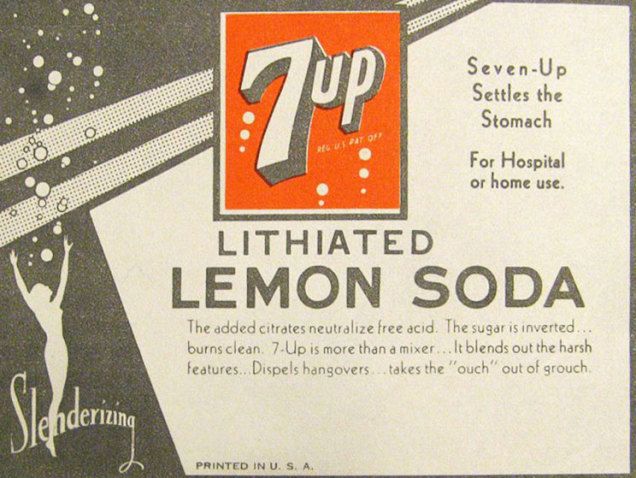 7up
REG. U.S. PAT. OFF.
Seven-Up
Settles the
Stomach
For Hospital
or home use.
LITHIATED
LEMON SODA
The added citrates neutralize free acid. The sugar is inverted...
burns clean. 7-Up is more than a mixer...It blends out the harsh
features...Dispels hangovers...takes the "ouch" out of grouch.
Slenderizing
PRINTED IN U. S. A.